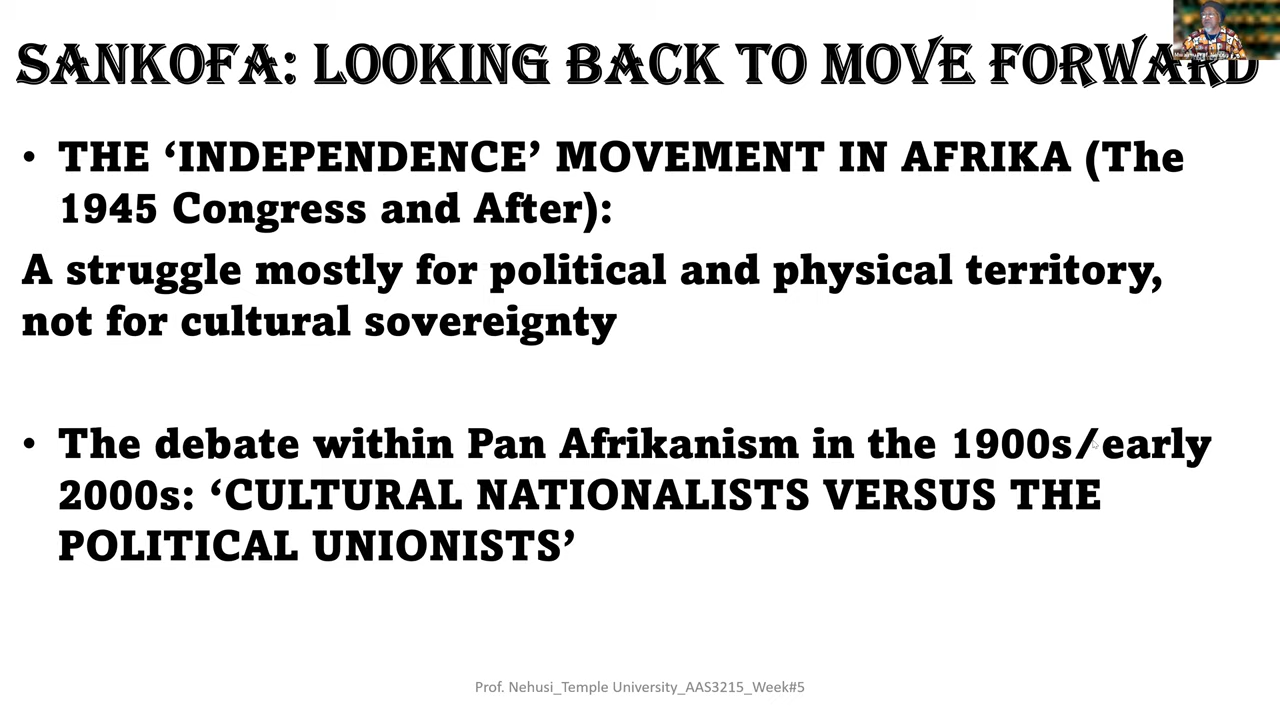 SANKOFA: LOOKING BACK TO MOVE FORWARD
• THE ‘INDEPENDENCE’ MOVEMENT IN AFRIKA (The
1945 Congress and After):
A struggle mostly for political and physical territory,
not for cultural sovereignty
• The debate within Pan Afrikanism in the 1900s/early
2000s: ‘CULTURAL NATIONALISTS VERSUS THE
POLITICAL UNIONISTS’
Prof. Nehusi_Temple University_AAS3215_Week#5